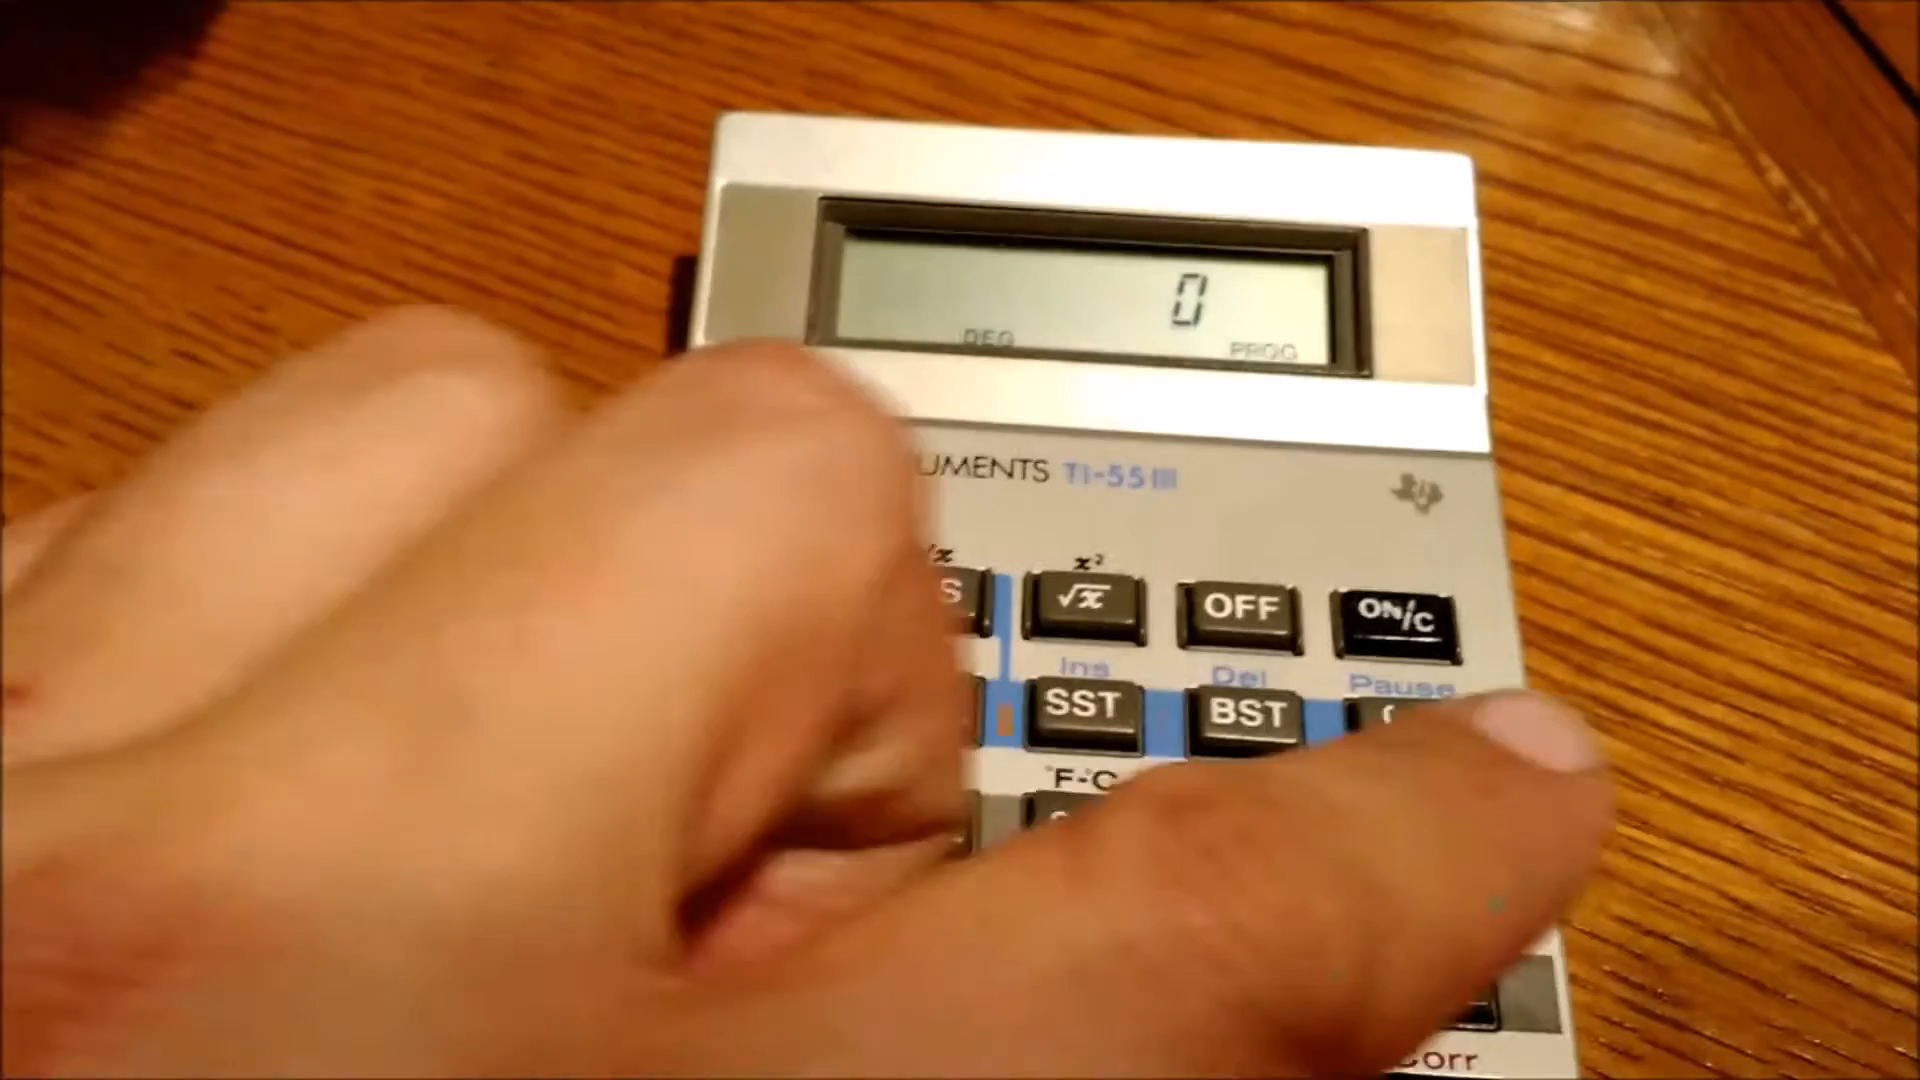 0
DEG PROG
UMENTS TI-55 III
/x x²
S √x OFF ON/C
Ins Del Pause
SST BST
°F-°C
Corr